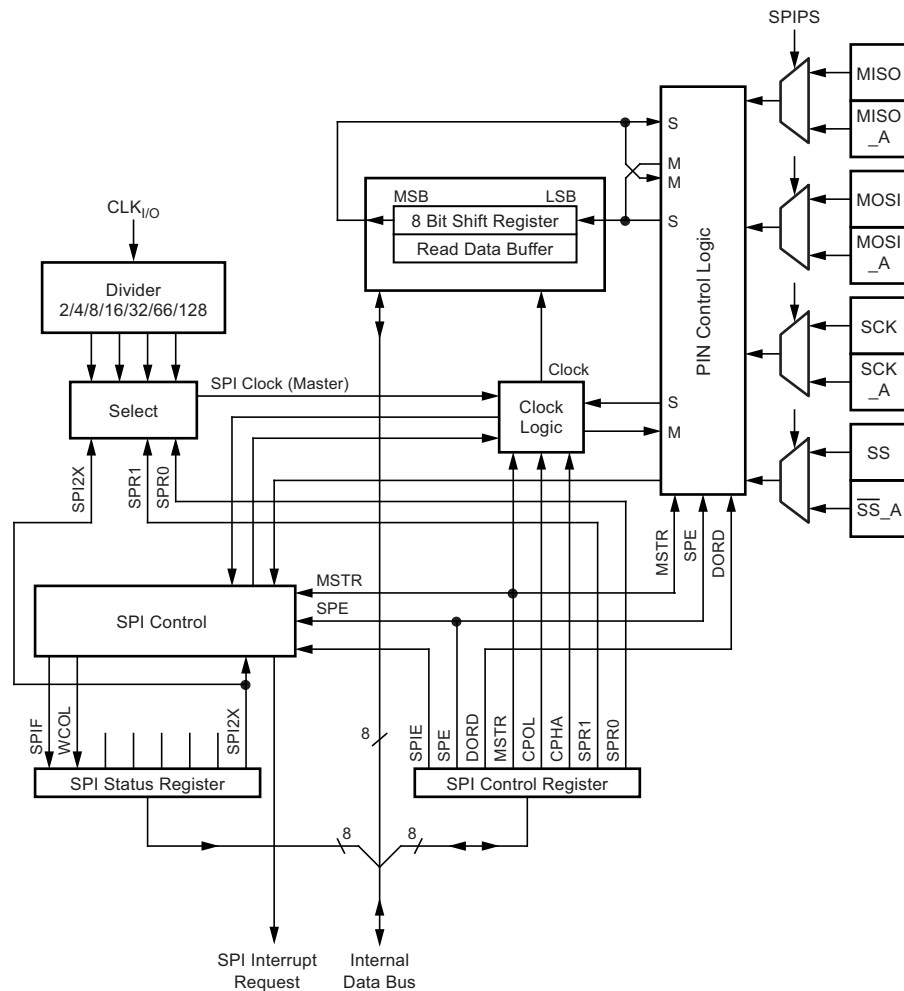 SPIPS
MISO
MISO
_A
S
M
M
S
MSB
LSB
8 Bit Shift Register
Read Data Buffer
MOSI
MOSI
_A
CLKI/O
Divider
2/4/8/16/32/66/128
PIN Control Logic
SCK
SCK
_A
Select
SPI Clock (Master)
Clock
Clock
Logic
S
M
SS
SS_A
SPI2X
SPR1
SPR0
MSTR
SPE
DORD
MSTR
SPE
SPI Control
SPIF
WCOL
SPI2X
8
SPIE
SPE
DORD
MSTR
CPOL
CPHA
SPR1
SPR0
SPI Status Register
SPI Control Register
8
8
SPI Interrupt
Request
Internal
Data Bus